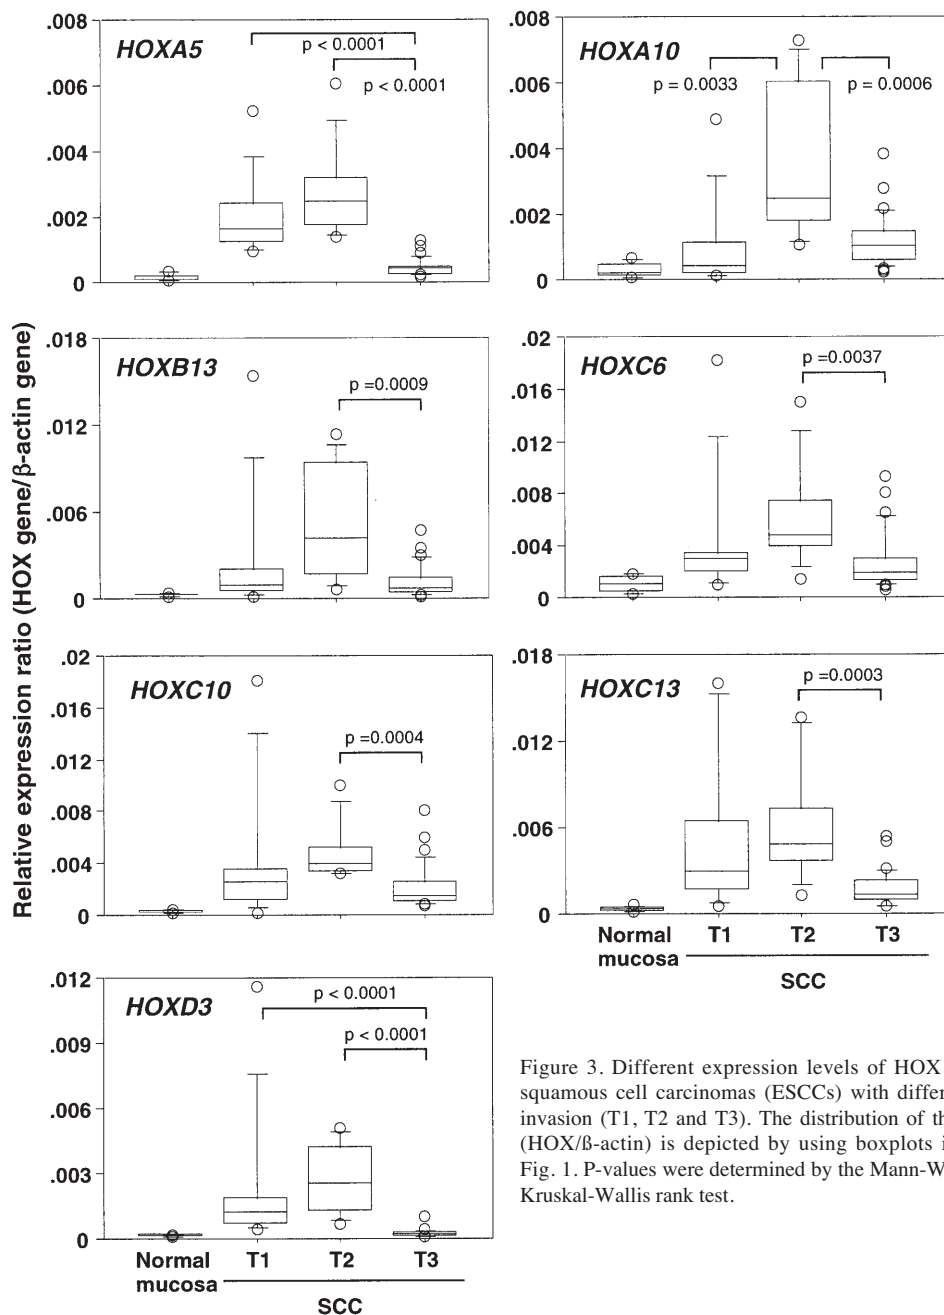 Relative expression ratio (HOX gene/β-actin gene)
HOXA5
.008
.006
.004
.002
0
p < 0.0001
p < 0.0001
HOXA10
.008
.006
.004
.002
0
p = 0.0033
p = 0.0006
HOXB13
.018
.012
.006
0
p =0.0009
HOXC6
.02
.016
.012
.008
.004
0
p =0.0037
HOXC10
.02
.016
.012
.008
.004
0
p =0.0004
HOXC13
.018
.012
.006
0
p =0.0003
Normal
mucosa
T1
T2
T3
SCC
HOXD3
.012
.009
.006
.003
0
p < 0.0001
p < 0.0001
Normal
mucosa
T1
T2
T3
SCC
Figure 3. Different expression levels of HOX
squamous cell carcinomas (ESCCs) with differ
invasion (T1, T2 and T3). The distribution of th
(HOX/ß-actin) is depicted by using boxplots i
Fig. 1. P-values were determined by the Mann-W
Kruskal-Wallis rank test.